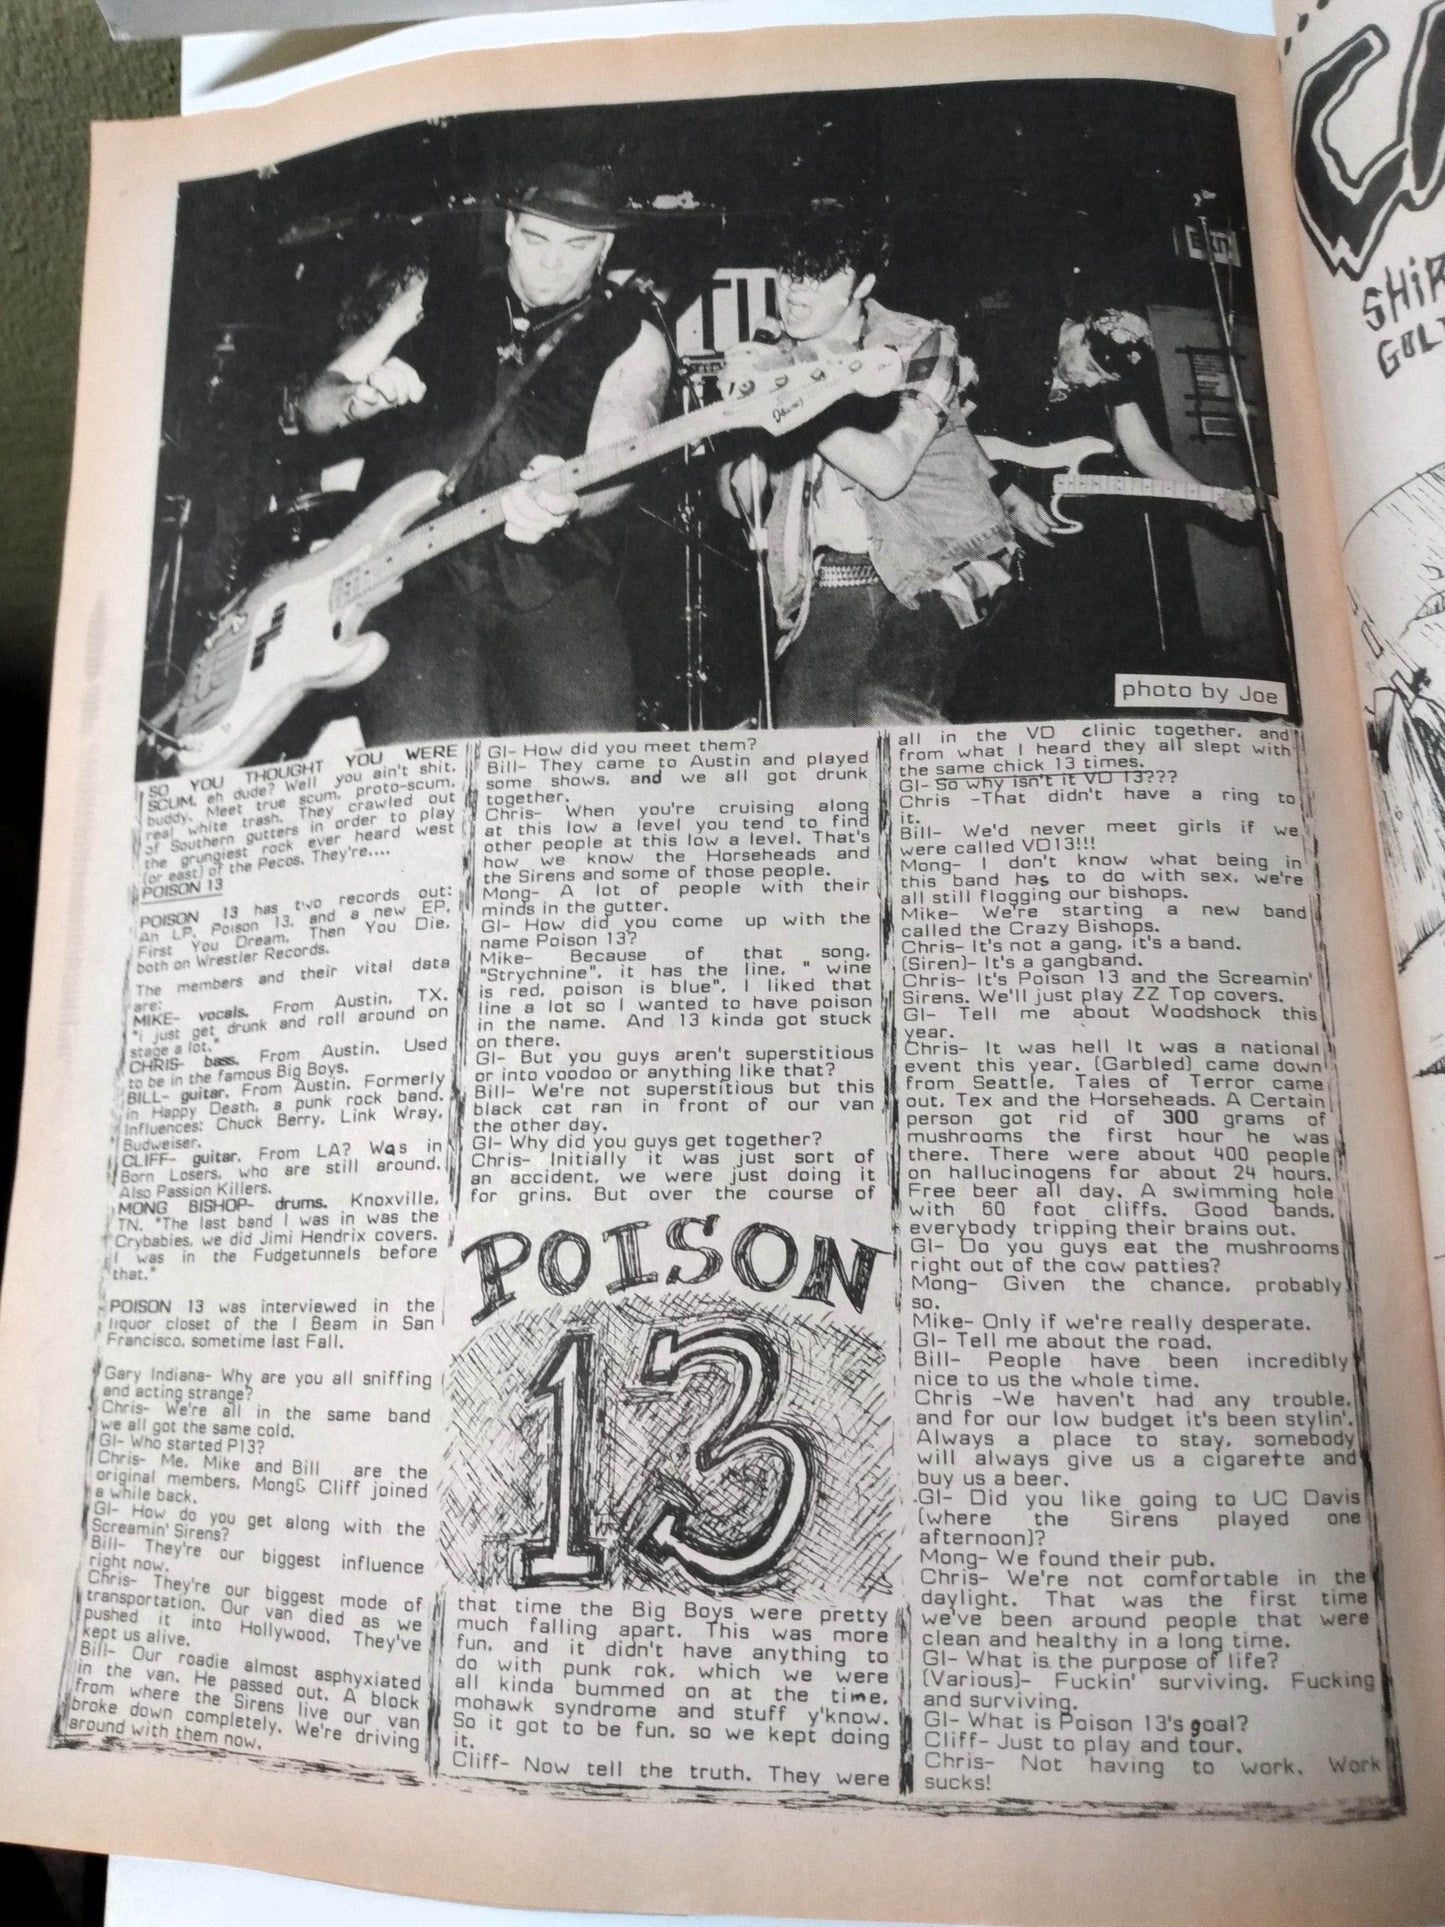 photo by Joe
SO YOU THOUGHT YOU WERE
SCUM, eh dude? Well you ain't shit,
buddy. Meet true scum, proto-scum,
real white trash. They crawled out
of Southern gutters in order to play
the grungiest rock ever heard west
(or east) of the Pecos. They're....
POISON 13
POISON 13 has two records out:
An LP, Poison 13, and a new EP,
First You Dream, Then You Die,
both on Wrestler Records.
The members and their vital data
are:
MIKE- vocals. From Austin, TX.
"I just get drunk and roll around on
stage a lot."
CHRIS- bass. From Austin. Used
to be in the famous Big Boys.
BILL- guitar. From Austin. Formerly
in Happy Death, a punk rock band.
Influences: Chuck Berry, Link Wray,
Budweiser.
CLIFF- guitar. From LA? Was in
Born Losers, who are still around.
Also Passion Killers.
MONG BISHOP- drums. Knoxville,
TN. "The last band I was in was the
Crybabies, we did Jimi Hendrix covers.
I was in the Fudgetunnels before
that."
POISON 13 was interviewed in the
liquor closet of the I Beam in San
Francisco, sometime last Fall.
Gary Indiana- Why are you all sniffing
and acting strange?
Chris- We're all in the same band
we all got the same cold.
GI- Who started P13?
Chris- Me, Mike and Bill are the
original members, Mong& Cliff joined
a while back.
GI- How do you get along with the
Screamin' Sirens?
Bill- They're our biggest influence
right now.
Chris- They're our biggest mode of
transportation. Our van died as we
pushed it into Hollywood. They've
kept us alive.
Bill- Our roadie almost asphyxiated
in the van. He passed out. A block
from where the Sirens live our van
broke down completely. We're driving
around with them now.
GI- How did you meet them?
Bill- They came to Austin and played
some shows, and we all got drunk
together.
Chris- When you're cruising along
at this low a level you tend to find
other people at this low a level. That's
how we know the Horseheads and
the Sirens and some of those people.
Mong- A lot of people with their
minds in the gutter.
GI- How did you come up with the
name Poison 13?
Mike- Because of that song,
"Strychnine", it has the line, " wine
is red, poison is blue", I liked that
line a lot so I wanted to have poison
in the name. And 13 kinda got stuck
on there.
GI- But you guys aren't superstitious
or into voodoo or anything like that?
Bill- We're not superstitious but this
black cat ran in front of our van
the other day.
GI- Why did you guys get together?
Chris- Initially it was just sort of
an accident, we were just doing it
for grins. But over the course of
POISON
13
that time the Big Boys were pretty
much falling apart. This was more
fun, and it didn't have anything to
do with punk rok, which we were
all kinda bummed on at the time,
mohawk syndrome and stuff y'know.
So it got to be fun, so we kept doing
it.
Cliff- Now tell the truth. They were
all in the VD clinic together, and
from what I heard they all slept with
the same chick 13 times.
GI- So why isn't it VD 13???
Chris -That didn't have a ring to
it.
Bill- We'd never meet girls if we
were called VD13!!!
Mong- I don't know what being in
this band has to do with sex, we're
all still flogging our bishops.
Mike- We're starting a new band
called the Crazy Bishops.
Chris- It's not a gang, it's a band.
(Siren)- It's a gangband.
Chris- It's Poison 13 and the Screamin'
Sirens. We'll just play ZZ Top covers.
GI- Tell me about Woodshock this
year.
Chris- It was hell It was a national
event this year. (Garbled) came down
from Seattle, Tales of Terror came
out, Tex and the Horseheads. A Certain
person got rid of 300 grams of
mushrooms the first hour he was
there. There were about 400 people
on hallucinogens for about 24 hours.
Free beer all day. A swimming hole
with 60 foot cliffs. Good bands,
everybody tripping their brains out.
GI- Do you guys eat the mushrooms
right out of the cow patties?
Mong- Given the chance, probably
so.
Mike- Only if we're really desperate.
GI- Tell me about the road.
Bill- People have been incredibly
nice to us the whole time.
Chris -We haven't had any trouble,
and for our low budget it's been stylin'.
Always a place to stay, somebody
will always give us a cigarette and
buy us a beer.
GI- Did you like going to UC Davis
(where the Sirens played one
afternoon)?
Mong- We found their pub.
Chris- We're not comfortable in the
daylight. That was the first time
we've been around people that were
clean and healthy in a long time.
GI- What is the purpose of life?
(Various)- Fuckin' surviving. Fucking
and surviving.
GI- What is Poison 13's goal?
Cliff- Just to play and tour.
Chris- Not having to work. Work
sucks!